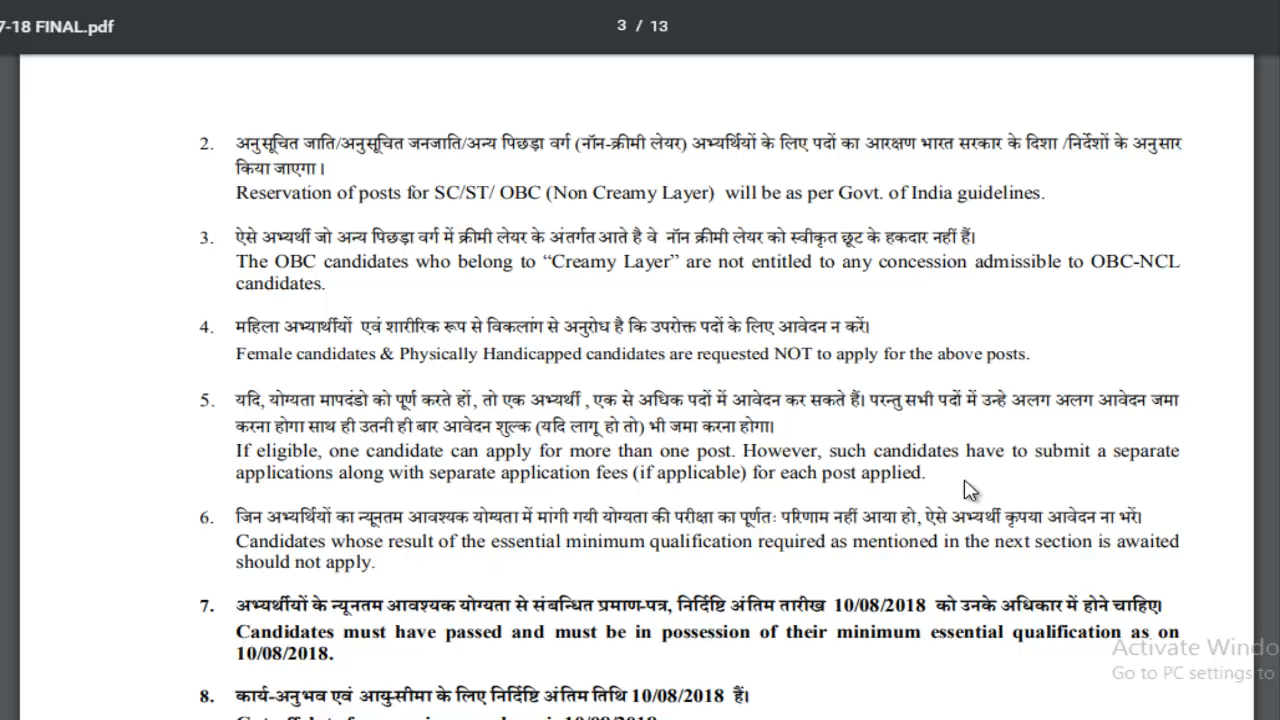 7-18 FINAL.pdf
3 / 13
2. अनुसूचित जाति/अनुसूचित जनजाति/अन्य पिछड़ा वर्ग (नॉन-क्रीमी लेयर) अभ्यर्थियों के लिए पदों का आरक्षण भारत सरकार के दिशा /निर्देशों के अनुसार
किया जाएगा।
Reservation of posts for SC/ST/ OBC (Non Creamy Layer) will be as per Govt. of India guidelines.
3. ऐसे अभ्यर्थी जो अन्य पिछड़ा वर्ग में क्रीमी लेयर के अंतर्गत आते है वे नॉन क्रीमी लेयर को स्वीकृत छूट के हकदार नहीं हैं।
The OBC candidates who belong to “Creamy Layer” are not entitled to any concession admissible to OBC-NCL
candidates.
4. महिला अभ्यार्थीयों एवं शारीरिक रूप से विकलांग से अनुरोध है कि उपरोक्त पदों के लिए आवेदन न करें।
Female candidates & Physically Handicapped candidates are requested NOT to apply for the above posts.
5. यदि, योग्यता मापदंडो को पूर्ण करते हों, तो एक अभ्यर्थी , एक से अधिक पदों में आवेदन कर सकते हैं। परन्तु सभी पदों में उन्हे अलग अलग आवेदन जमा
करना होगा साथ ही उतनी ही बार आवेदन शुल्क (यदि लागू हो तो) भी जमा करना होगा।
If eligible, one candidate can apply for more than one post. However, such candidates have to submit a separate
applications along with separate application fees (if applicable) for each post applied.
6. जिन अभ्यर्थियों का न्यूनतम आवश्यक योग्यता में मांगी गयी योग्यता की परीक्षा का पूर्णतः परिणाम नहीं आया हो, ऐसे अभ्यर्थी कृपया आवेदन ना भरें।
Candidates whose result of the essential minimum qualification required as mentioned in the next section is awaited
should not apply.
7. अभ्यर्थीयों के न्यूनतम आवश्यक योग्यता से संबन्धित प्रमाण-पत्र, निर्दिष्टि अंतिम तारीख 10/08/2018 को उनके अधिकार में होने चाहिए।
Candidates must have passed and must be in possession of their minimum essential qualification as on
10/08/2018.
Activate Windo
Go to PC settings to
8. कार्य-अनुभव एवं आयु-सीमा के लिए निर्दिष्टि अंतिम तिथि 10/08/2018 हैं।